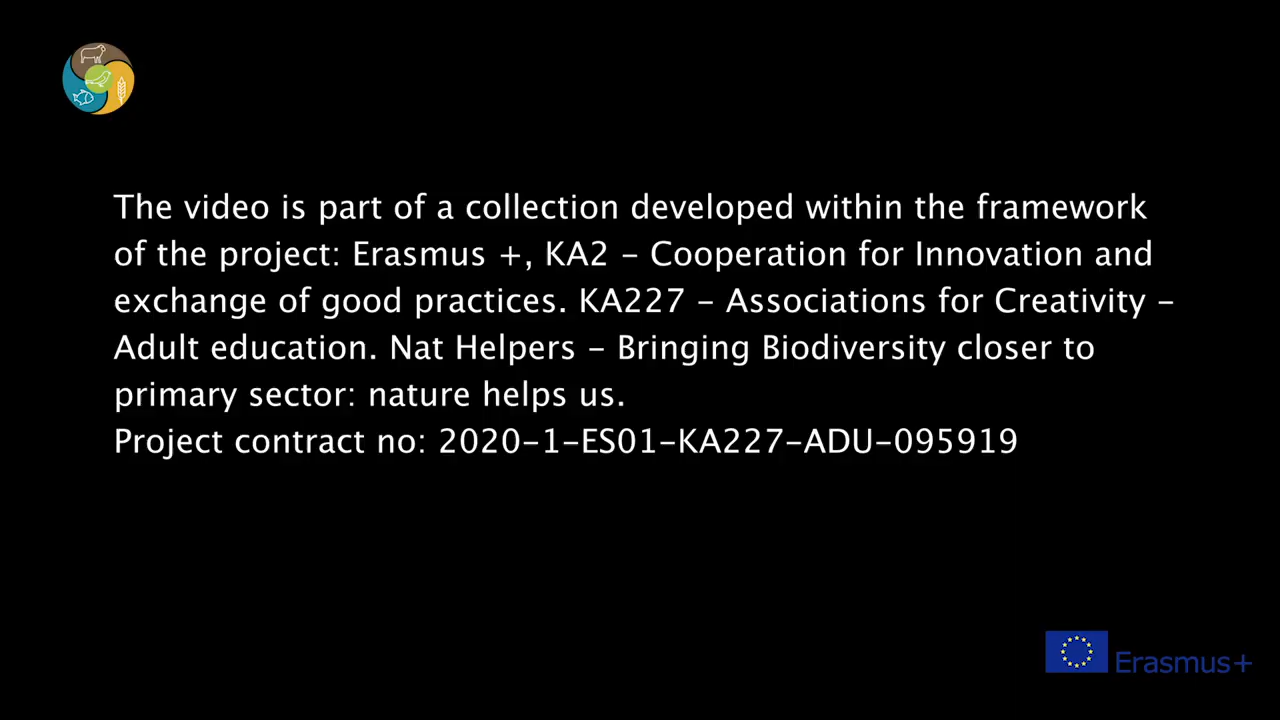 The video is part of a collection developed within the framework
of the project: Erasmus +, KA2 – Cooperation for Innovation and
exchange of good practices. KA227 – Associations for Creativity –
Adult education. Nat Helpers – Bringing Biodiversity closer to
primary sector: nature helps us.
Project contract no: 2020–1–ES01–KA227–ADU–095919
Erasmus+